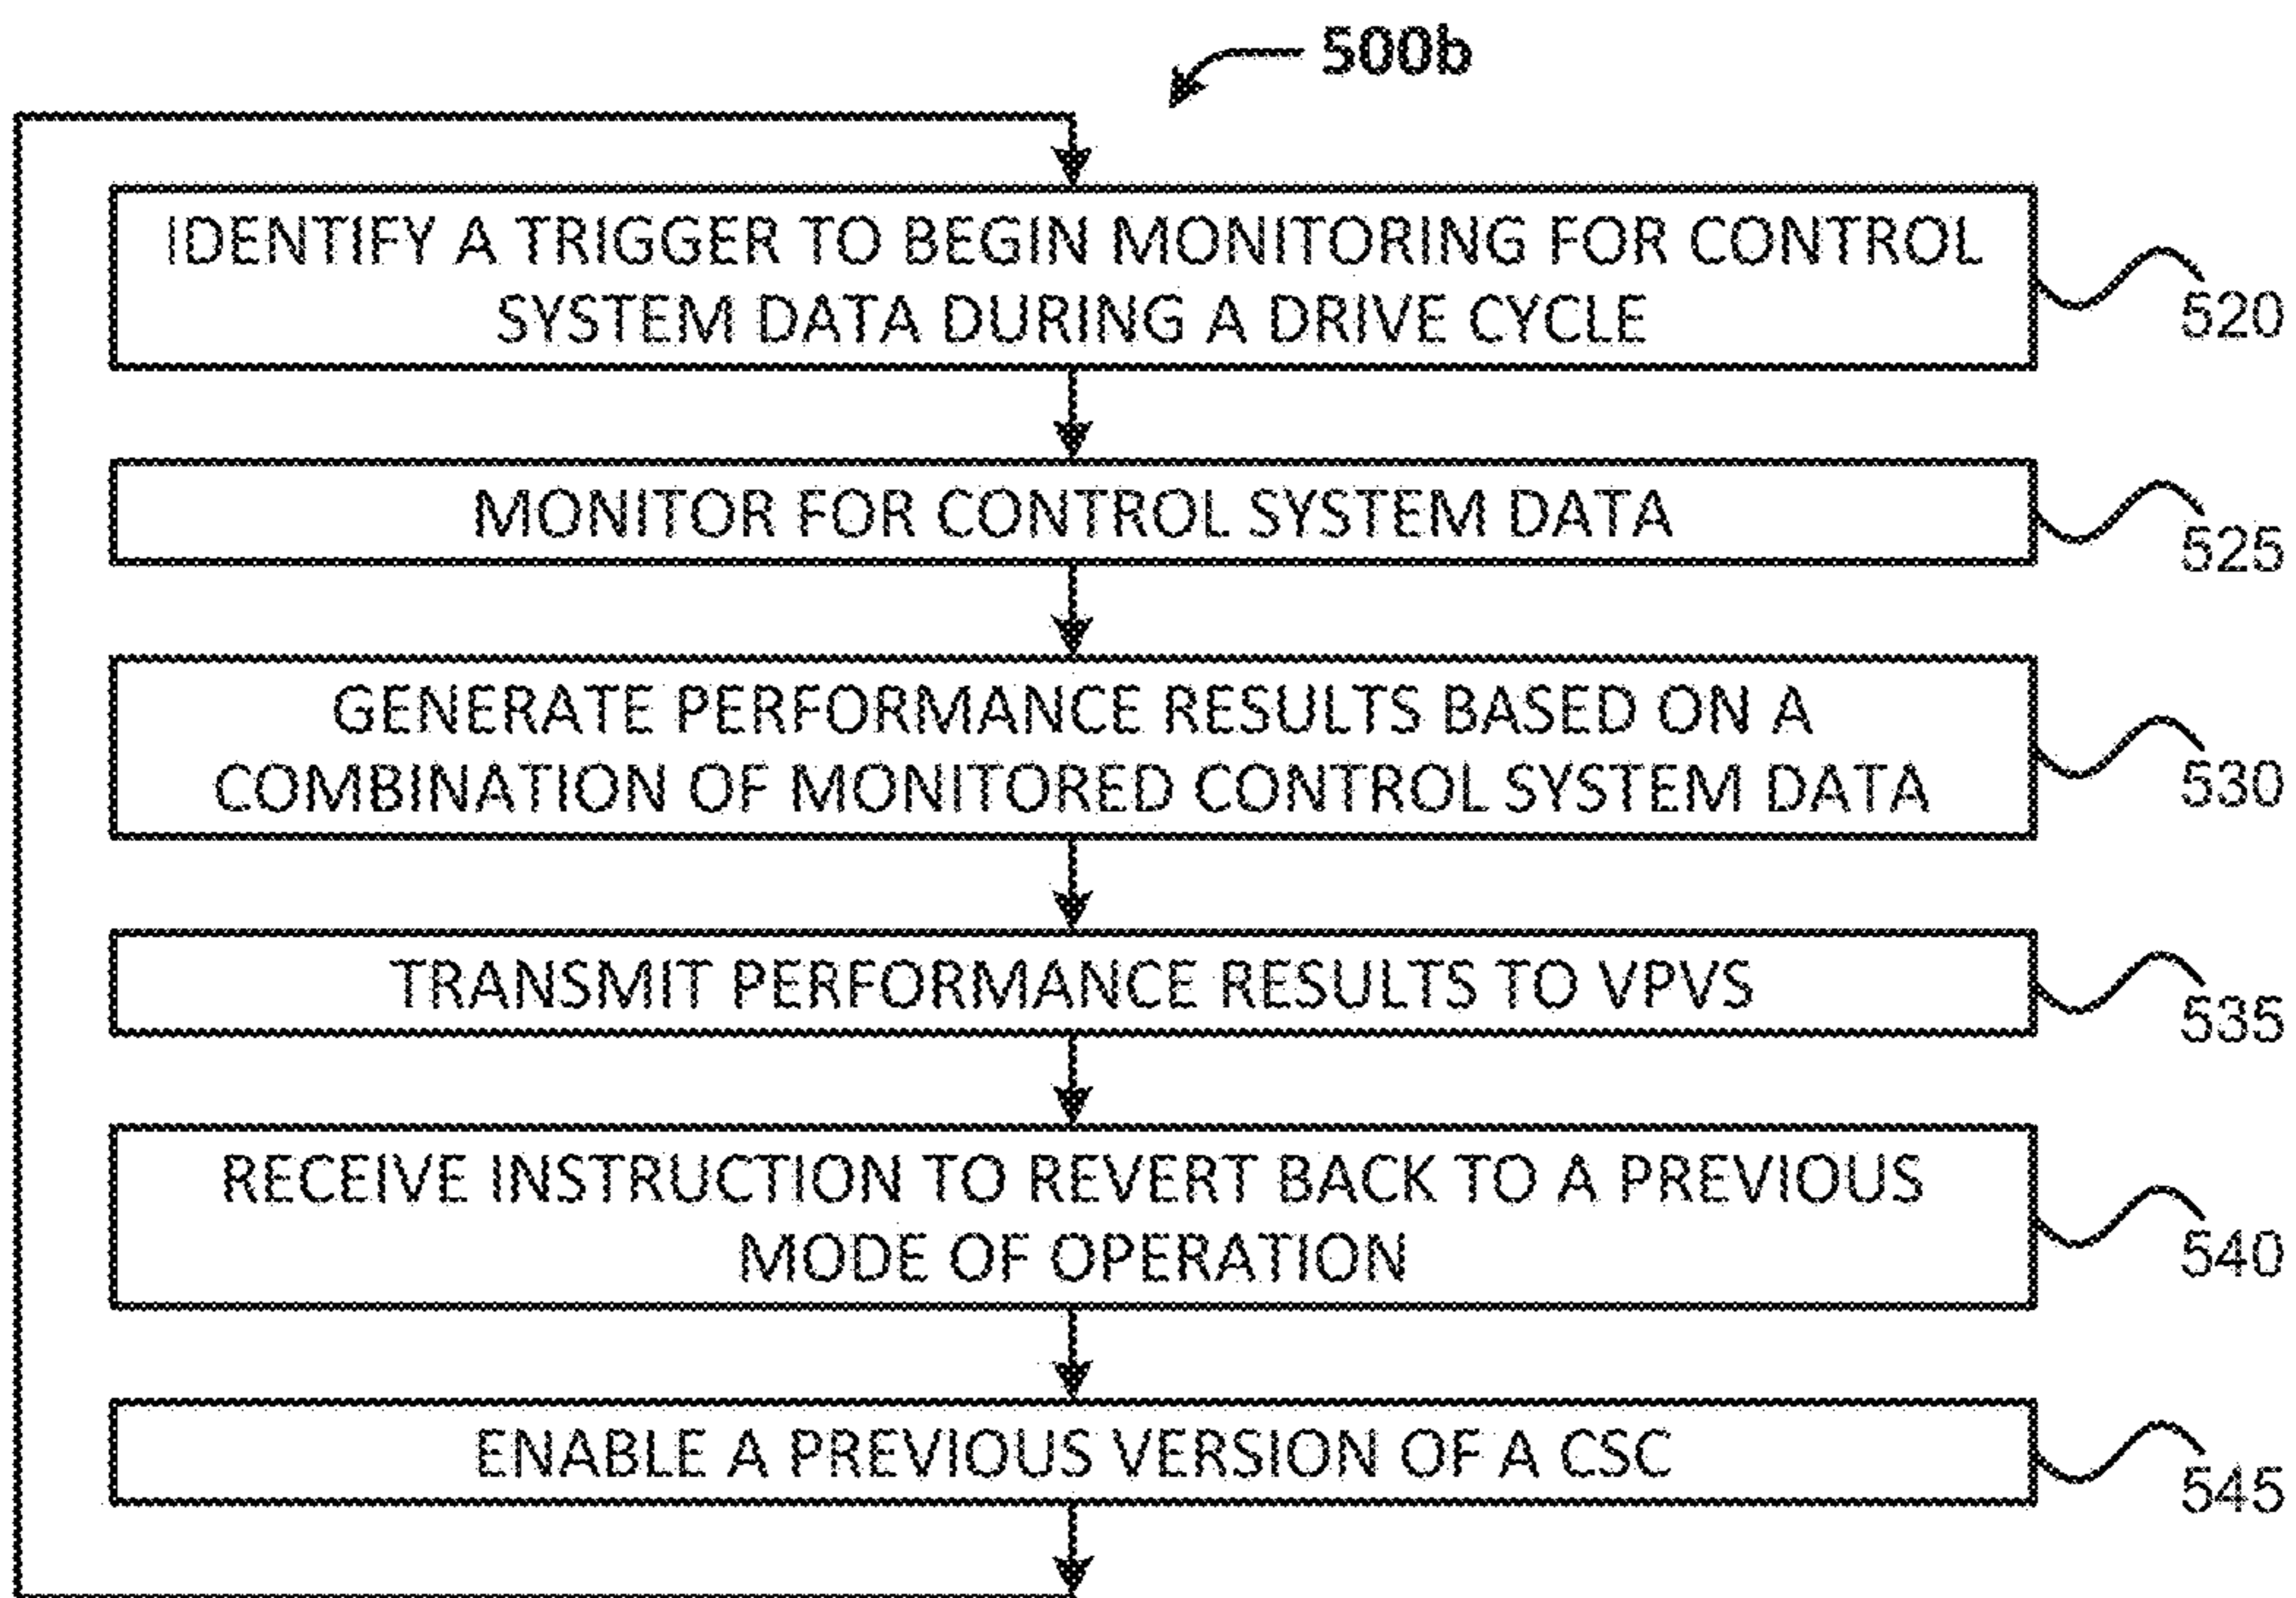 500b
IDENTIFY A TRIGGER TO BEGIN MONITORING FOR CONTROL
SYSTEM DATA DURING A DRIVE CYCLE
520
MONITOR FOR CONTROL SYSTEM DATA
525
GENERATE PERFORMANCE RESULTS BASED ON A
COMBINATION OF MONITORED CONTROL SYSTEM DATA
530
TRANSMIT PERFORMANCE RESULTS TO VPVS
535
RECEIVE INSTRUCTION TO REVERT BACK TO A PREVIOUS
MODE OF OPERATION
540
ENABLE A PREVIOUS VERSION OF A CSC
545